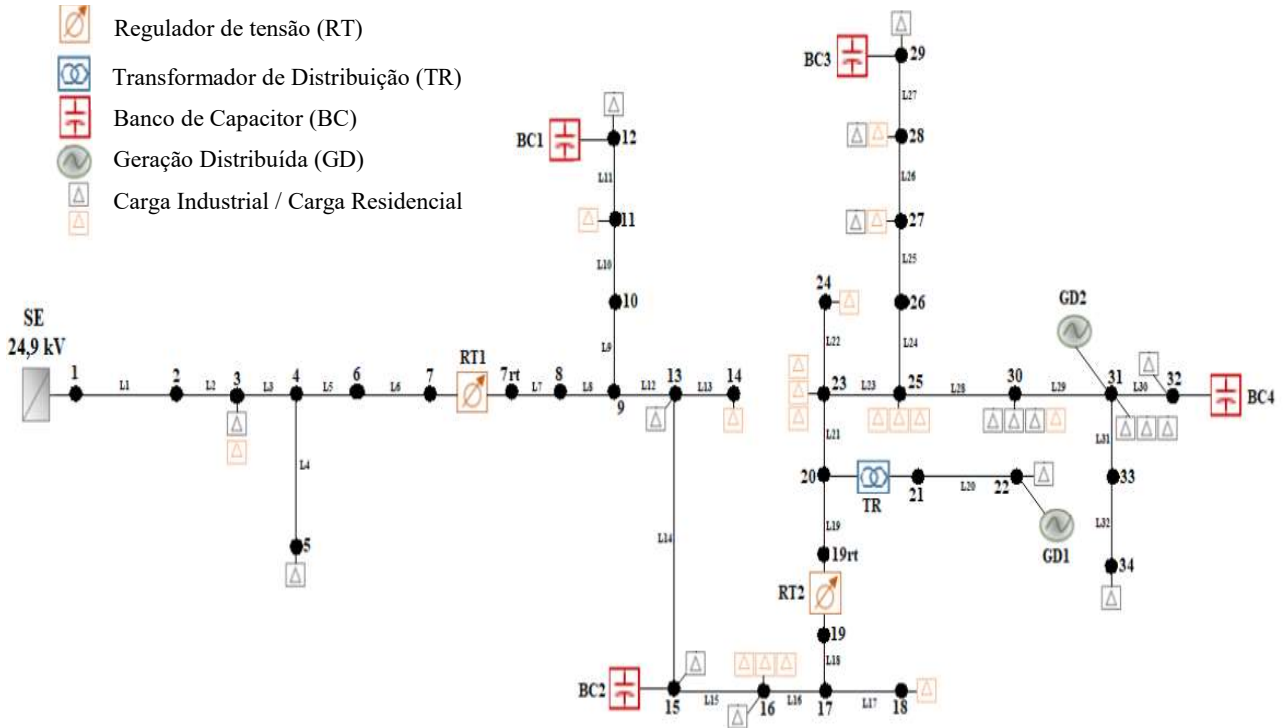 Regulador de tensão (RT)
Transformador de Distribuição (TR)
Banco de Capacitor (BC)
Geração Distribuída (GD)
Carga Industrial / Carga Residencial
29
BC3
L27
12
BC1
28
L11
L26
11
27
L10
L25
24
10
26
GD2
SE
24,9 kV
L22
L9
L24
RT1
1
2
3
4
6
7
7rt
8
9
13
14
23
25
30
31
32
BC4
L1
L2
L3
L5
L6
L7
L8
L12
L13
L23
L28
L29
L30
L21
L31
L4
20
TR
21
L20
22
33
L14
L19
L32
GD1
5
19rt
34
RT2
19
L18
BC2
15
L15
16
L16
17
L17
18